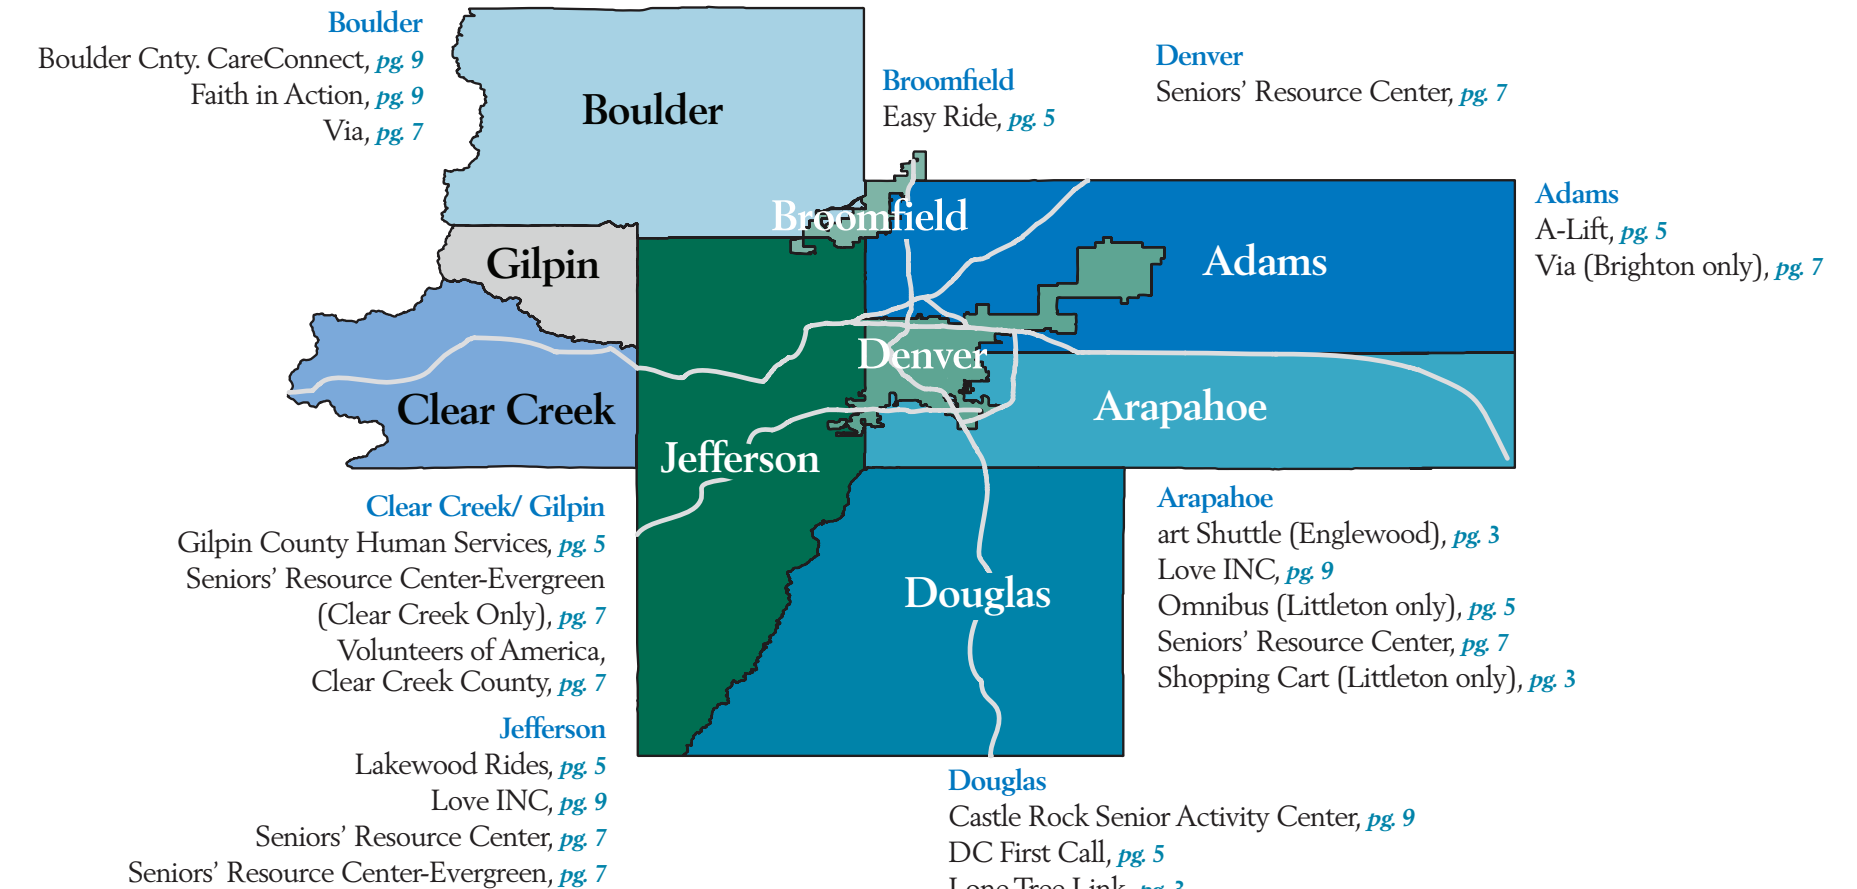 Boulder
Boulder Cnty. CareConnect, pg. 9
Faith in Action, pg. 9
Via, pg. 7
Broomfield
Easy Ride, pg. 5
Denver
Seniors’ Resource Center, pg. 7
Adams
A-Lift, pg. 5
Via (Brighton only), pg. 7
Boulder
Broomfield
Gilpin
Adams
Denver
Clear Creek
Arapahoe
Jefferson
Douglas
Clear Creek/ Gilpin
Gilpin County Human Services, pg. 5
Seniors’ Resource Center-Evergreen
(Clear Creek Only), pg. 7
Volunteers of America,
Clear Creek County, pg. 7
Jefferson
Lakewood Rides, pg. 5
Love INC, pg. 9
Seniors’ Resource Center, pg. 7
Seniors’ Resource Center-Evergreen, pg. 7
Arapahoe
art Shuttle (Englewood), pg. 3
Love INC, pg. 9
Omnibus (Littleton only), pg. 5
Seniors’ Resource Center, pg. 7
Shopping Cart (Littleton only), pg. 3
Douglas
Castle Rock Senior Activity Center, pg. 9
DC First Call, pg. 5
Lone Tree Link, pg. 3